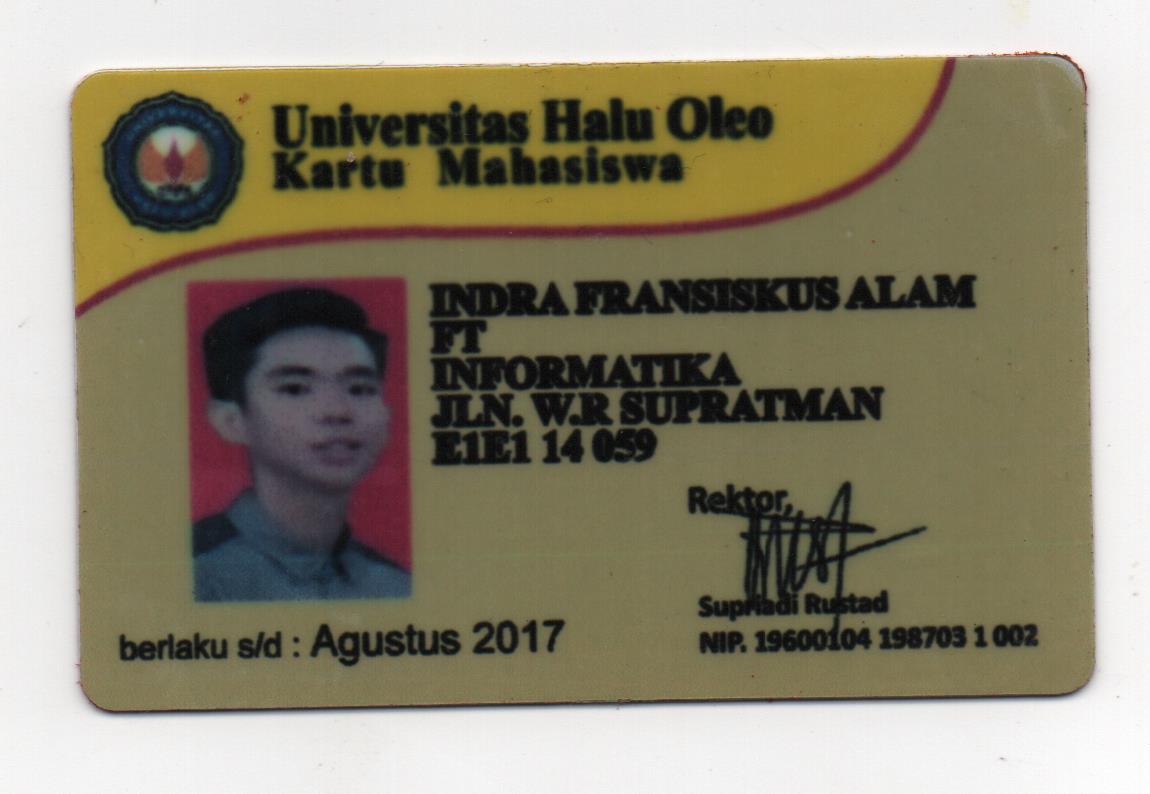 Universitas Halu Oleo
Kartu Mahasiswa
INDRA FRANSISKUS ALAM
FT
INFORMATIKA
JLN. W.R SUPRATMAN
E1E1 14 059
Rektor,
Supriadi Rustad
NIP. 19600104 198703 1 002
berlaku s/d : Agustus 2017